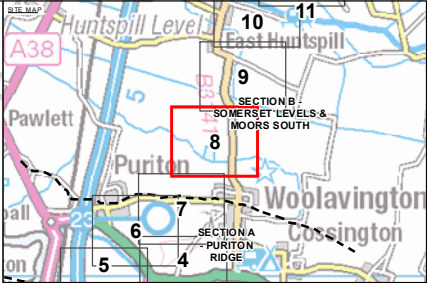 SITE MAP
Huntspill Level
10
11
East Huntspill
A38
9
5
B3141
SECTION B -
SOMERSET LEVELS &
MOORS SOUTH
Pawlett
8
Puriton
Woolavington
7
23
6
SECTION A
- PURITON
RIDGE
Cossington
5
4